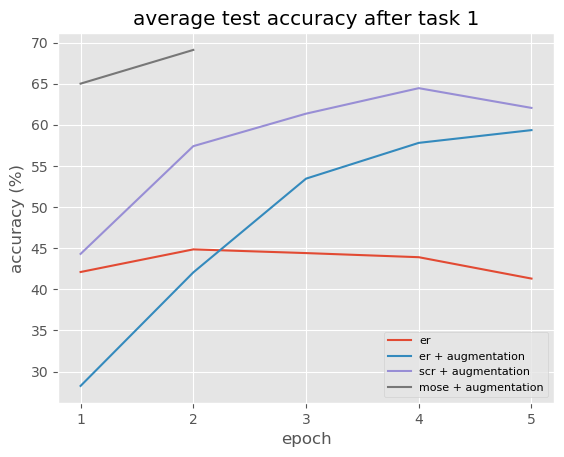 average test accuracy after task 1
accuracy (%)
70
65
60
55
50
45
40
35
30
er
er + augmentation
scr + augmentation
mose + augmentation
1 2 3 4 5
epoch